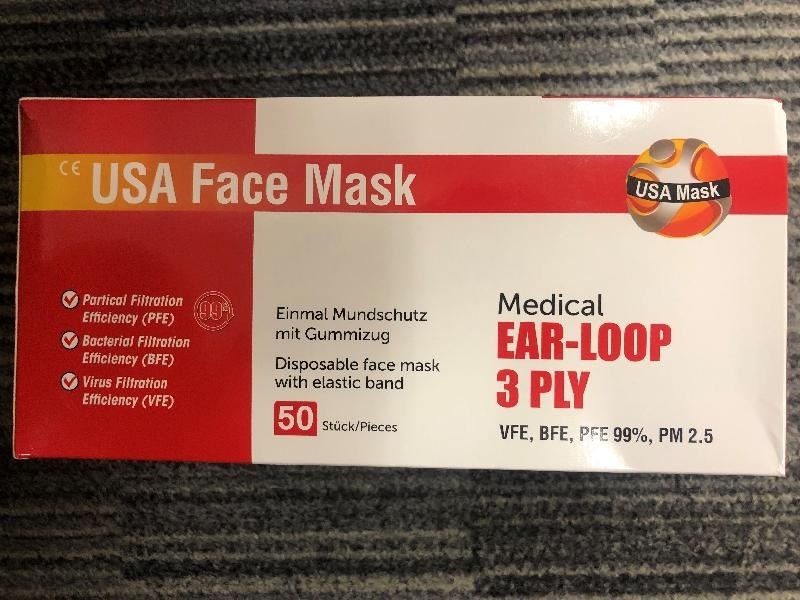 CE USA Face Mask
USA Mask
Partical Filtration
Efficiency (PFE)
99%
Bacterial Filtration
Efficiency (BFE)
Virus Filtration
Efficiency (VFE)
Einmal Mundschutz
mit Gummizug
Disposable face mask
with elastic band
50 Stück/Pieces
Medical
EAR-LOOP
3 PLY
VFE, BFE, PFE 99%, PM 2.5